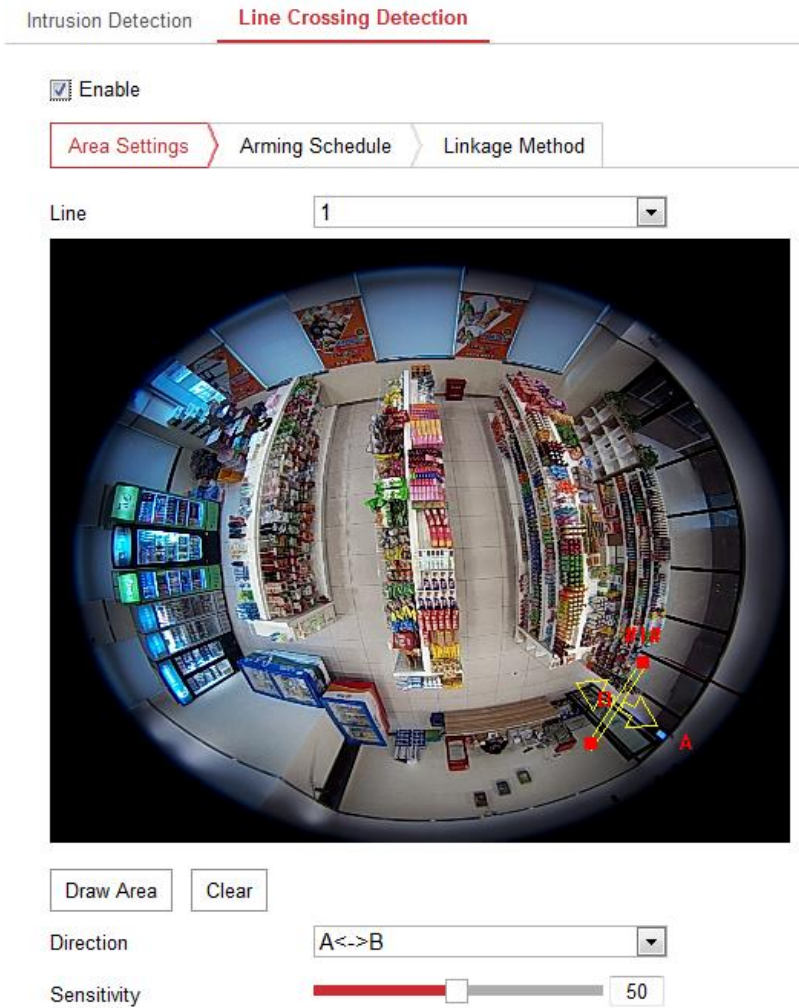 Intrusion Detection Line Crossing Detection
Enable
Area Settings Arming Schedule Linkage Method
Line 1
#1#
B
A
Draw Area Clear
Direction A<->B
Sensitivity 50